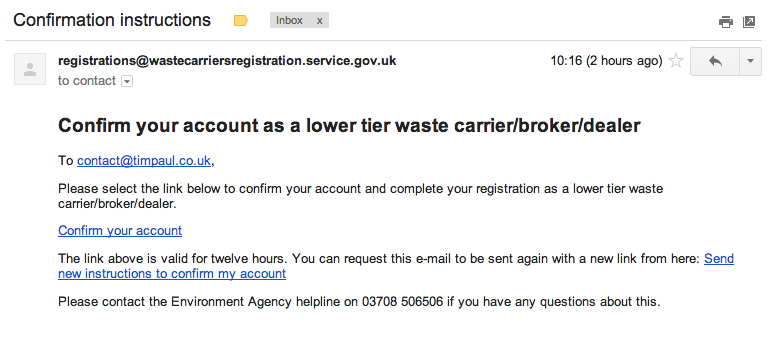 Confirmation instructions
Inbox x
registrations@wastecarriersregistration.service.gov.uk
10:16 (2 hours ago)
to contact
Confirm your account as a lower tier waste carrier/broker/dealer
To contact@timpaul.co.uk,
Please select the link below to confirm your account and complete your registration as a lower tier waste
carrier/broker/dealer.
Confirm your account
The link above is valid for twelve hours. You can request this e-mail to be sent again with a new link from here: Send
new instructions to confirm my account
Please contact the Environment Agency helpline on 03708 506506 if you have any questions about this.